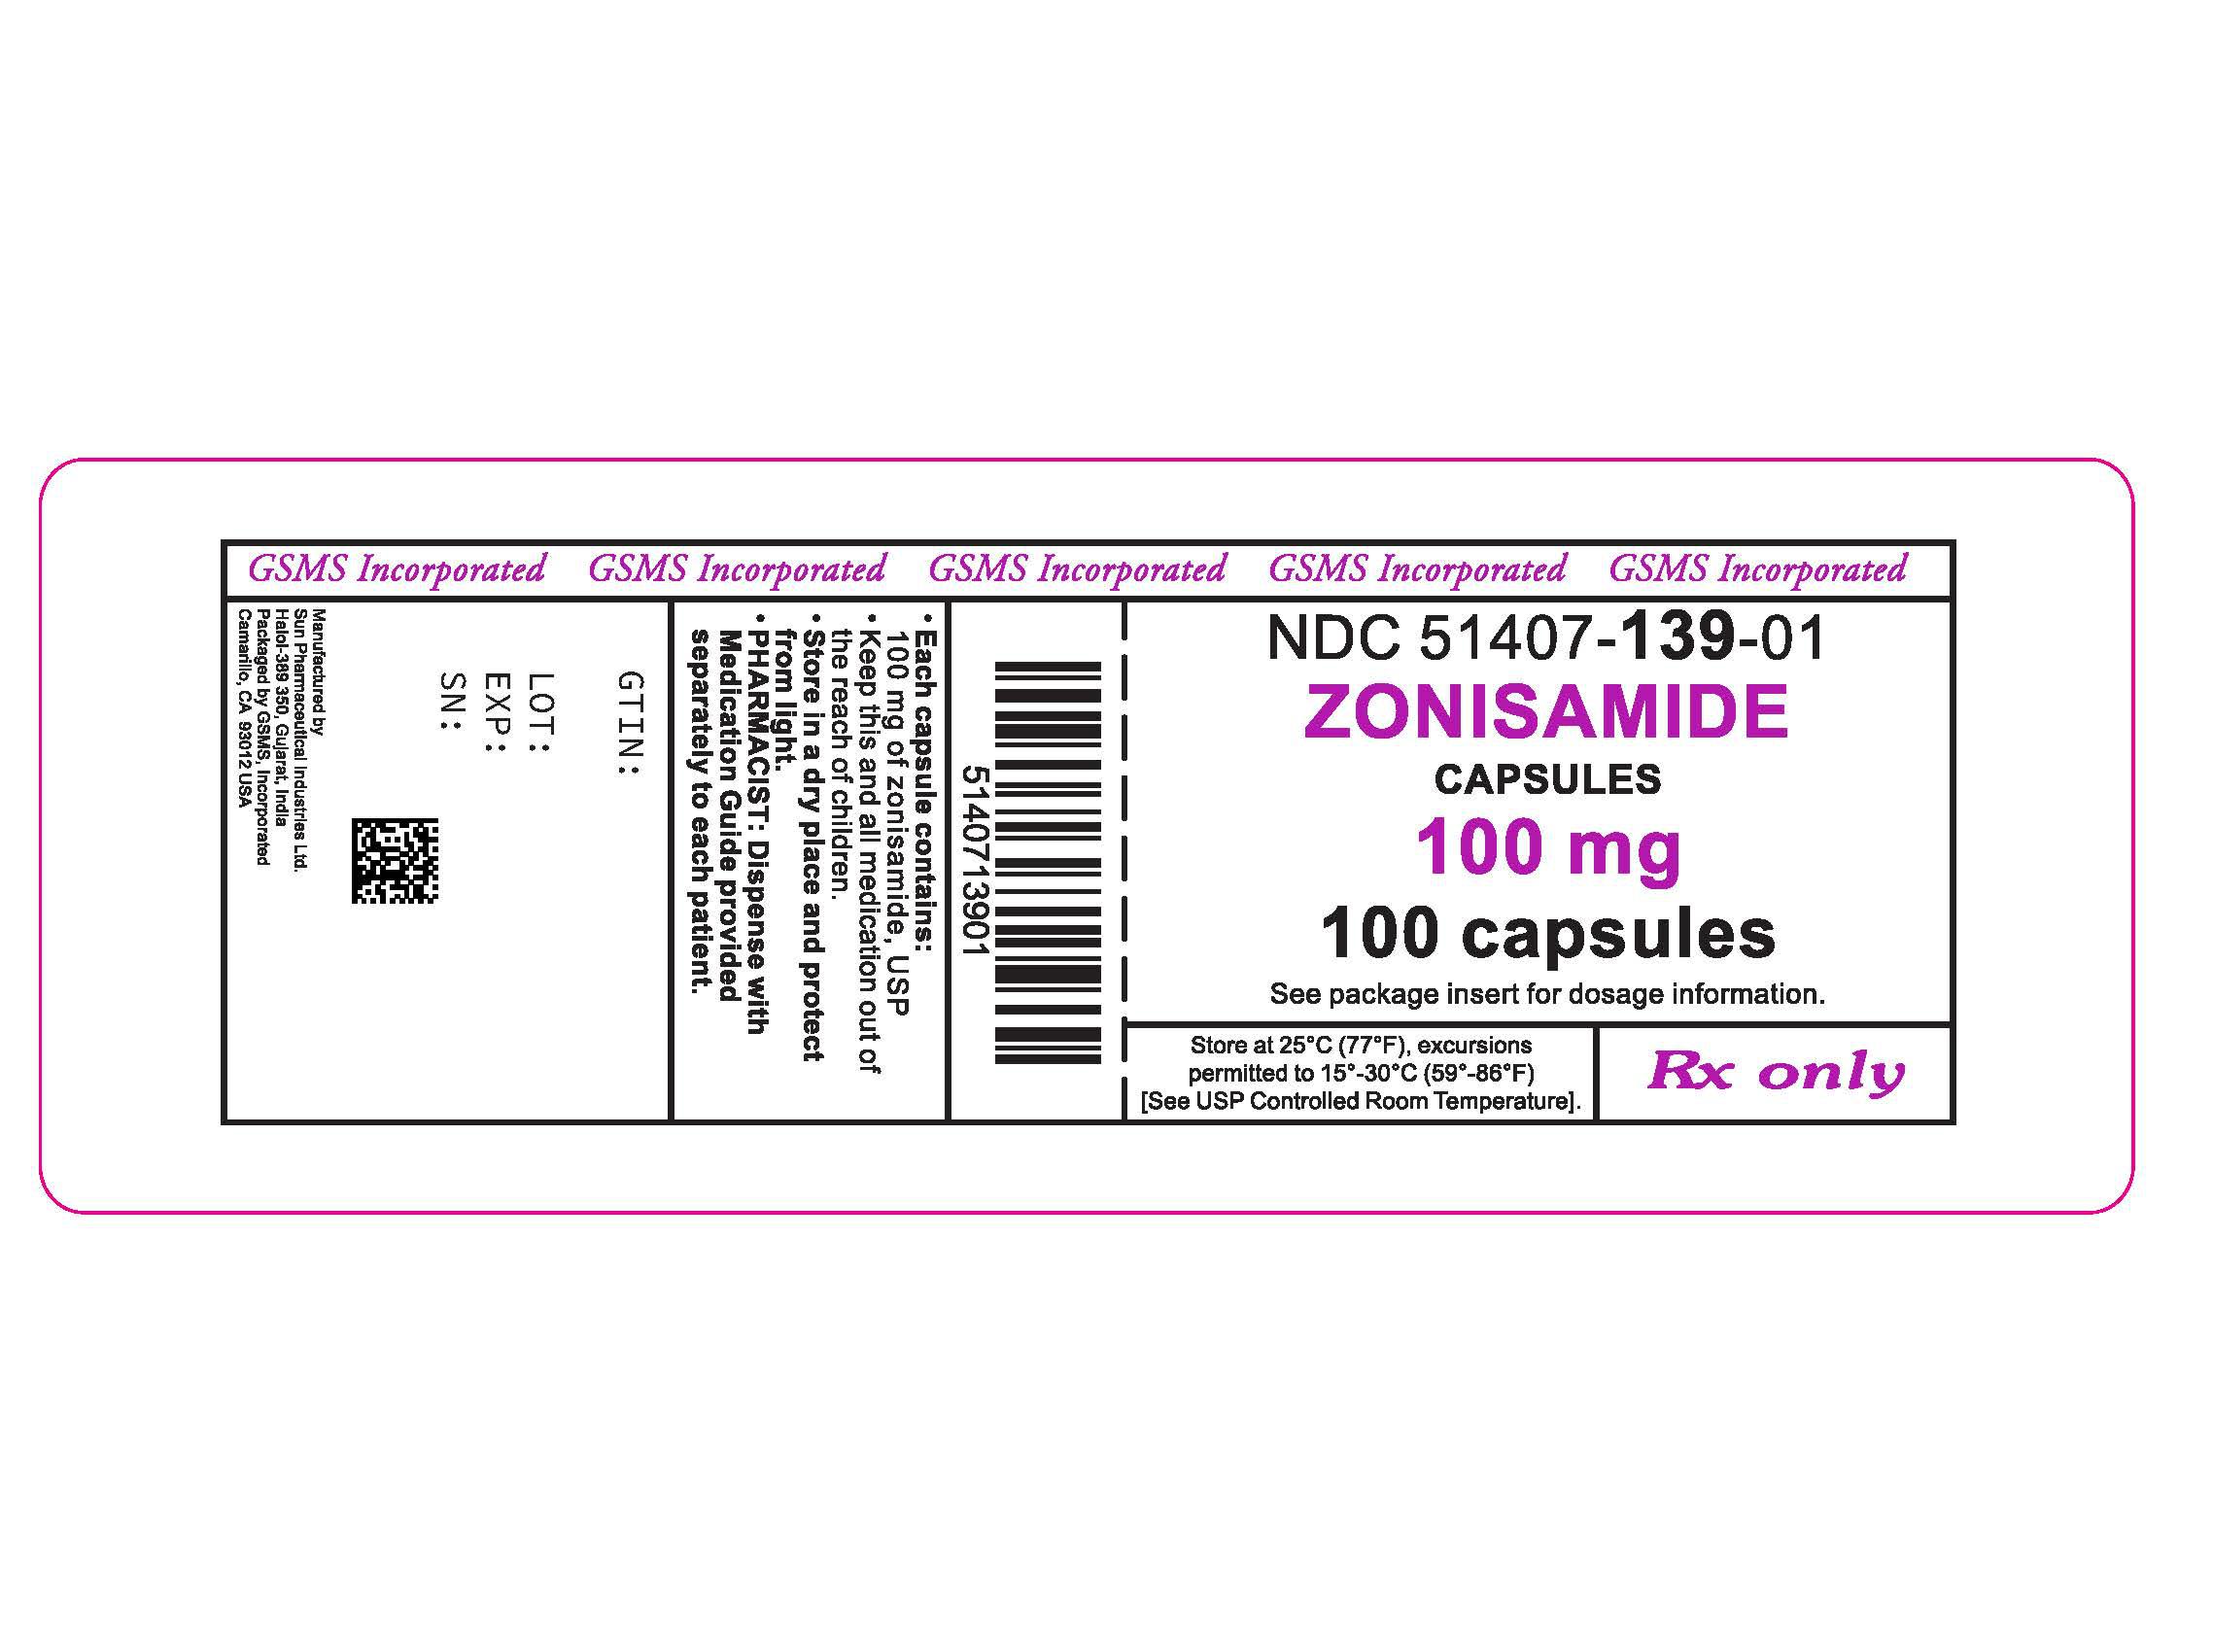 GSMS Incorporated GSMS Incorporated GSMS Incorporated GSMS Incorporated GSMS Incorporated
NDC 51407-139-01
ZONISAMIDE
CAPSULES
100 mg
100 capsules
See package insert for dosage information.
Store at 25°C (77°F), excursions
permitted to 15°-30°C (59°-86°F)
[See USP Controlled Room Temperature].
Rx only
5140713901
• Each capsule contains:
100 mg of zonisamide, USP
• Keep this and all medication out of
the reach of children.
• Store in a dry place and protect
from light.
• PHARMACIST: Dispense with
Medication Guide provided
separately to each patient.
GTIN:
LOT:
EXP:
SN:
Manufactured by
Sun Pharmaceutical Industries Ltd.
Halol-389 350, Gujarat, India
Packaged by GSMS, Incorporated
Camarillo, CA 93012 USA